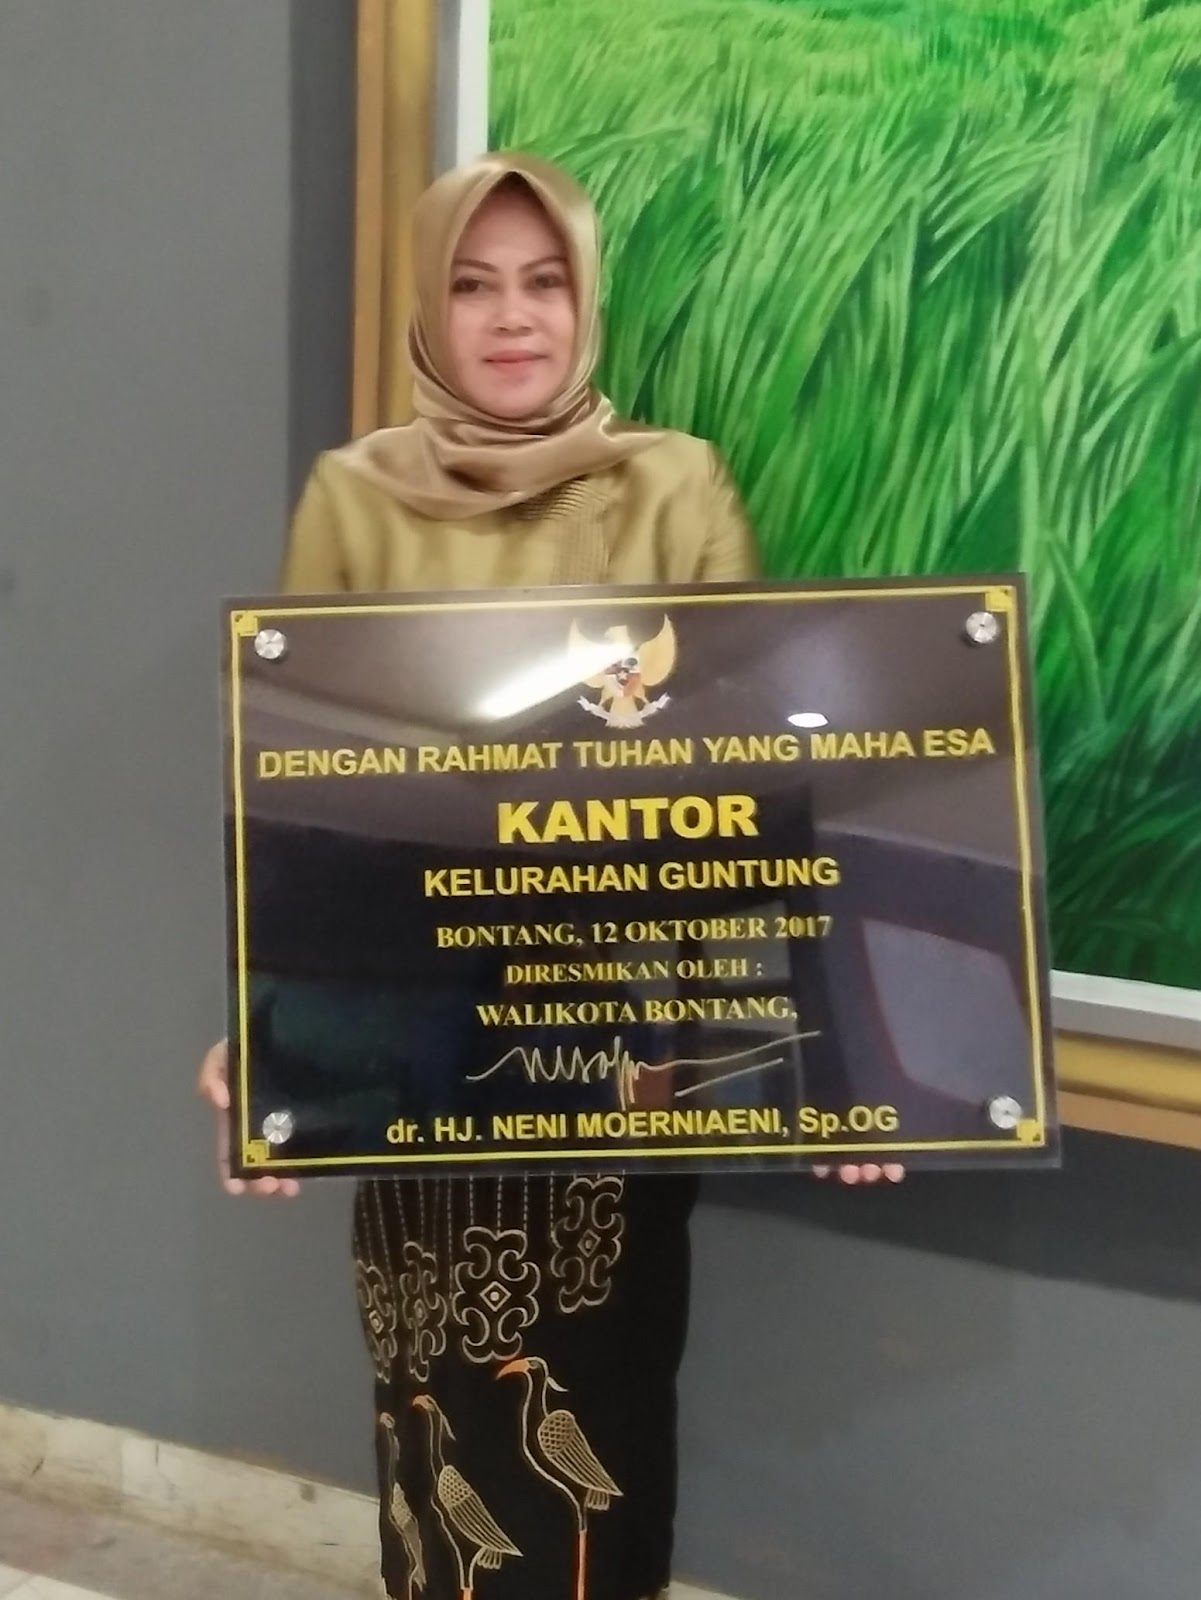 DENGAN RAHMAT TUHAN YANG MAHA ESA
KANTOR
KELURAHAN GUNTUNG
BONTANG, 12 OKTOBER 2017
DIRESMIKAN OLEH :
WALIKOTA BONTANG,
dr. HJ. NENI MOERNIAENI, Sp.OG